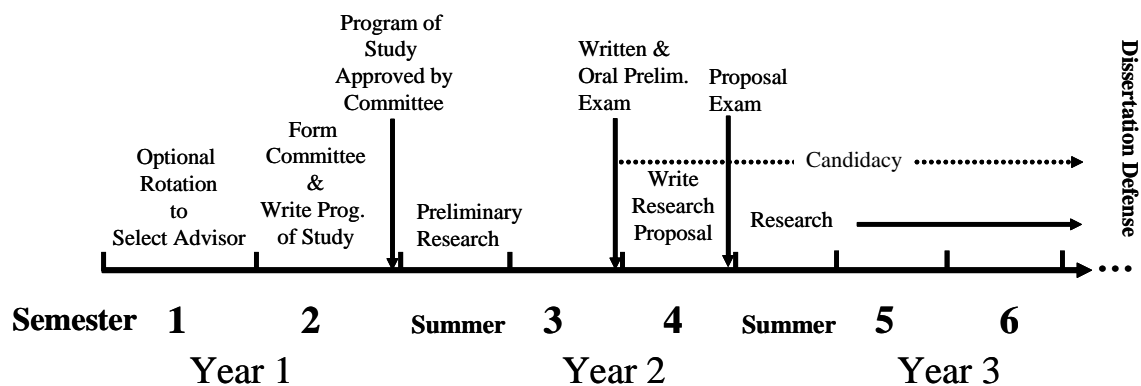 Program of
Study
Approved by
Committee
Written &
Oral Prelim.
Exam
Proposal
Exam
Form
Committee
&
Write Prog.
of Study
Optional
Rotation
to
Select Advisor
Preliminary
Research
Candidacy
Write
Research
Proposal
Research
Dissertation Defense
Semester 1 2 Summer 3 4 Summer 5 6
Year 1 Year 2 Year 3